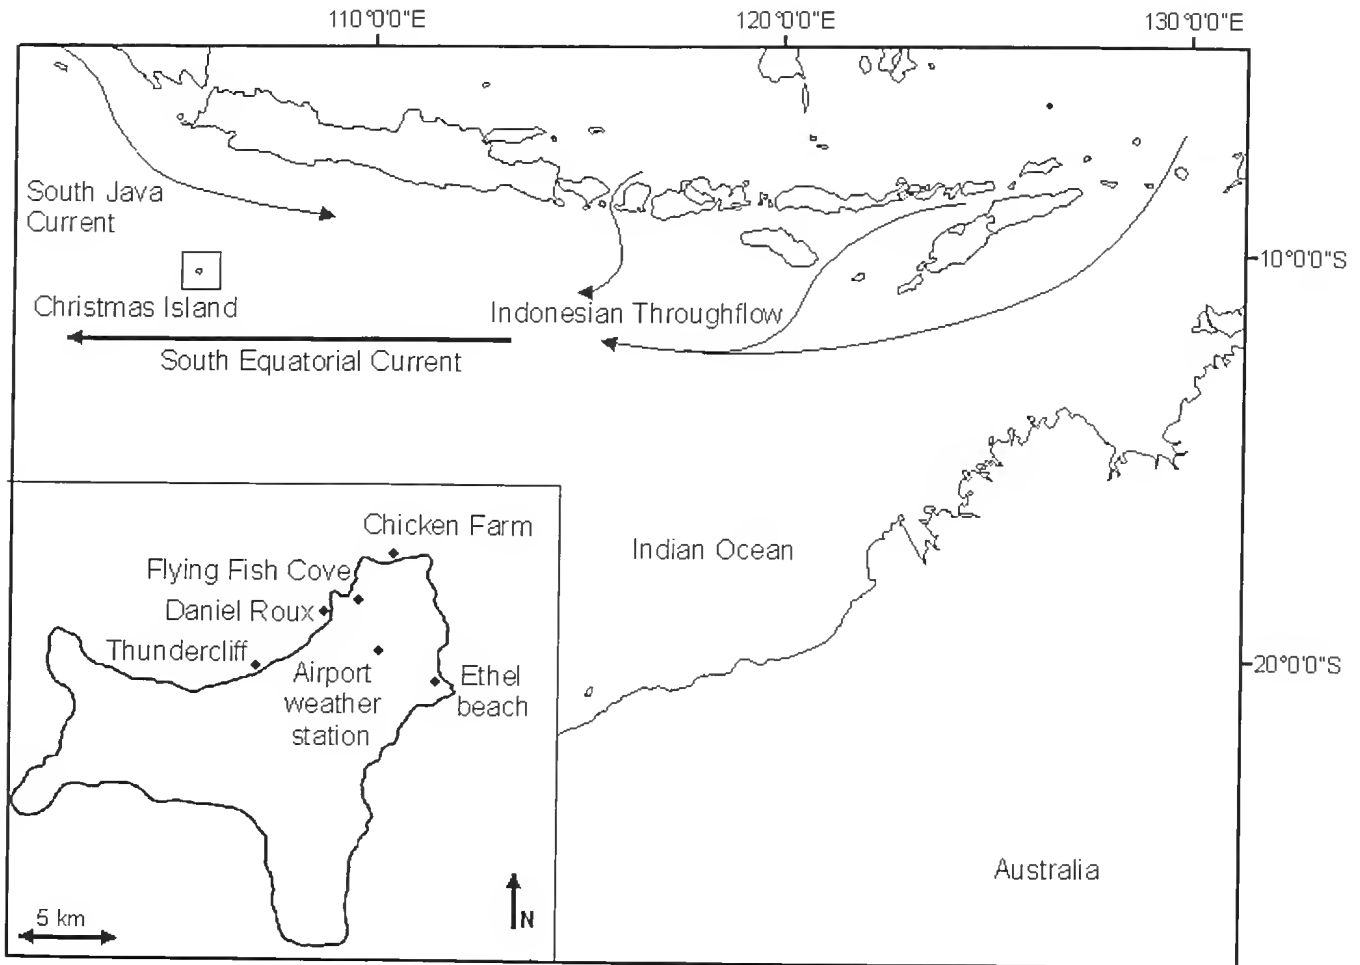 110°0'0"E
120°0'0"E
130°0'0"E
South Java
Current
10°0'0"S
Christmas Island
Indonesian Throughflow
South Equatorial Current
Chicken Farm
Indian Ocean
Flying Fish Cove
Daniel Roux
Thundercliff
Airport
weather
station
Ethel
beach
20°0'0"S
Australia
5 km
N